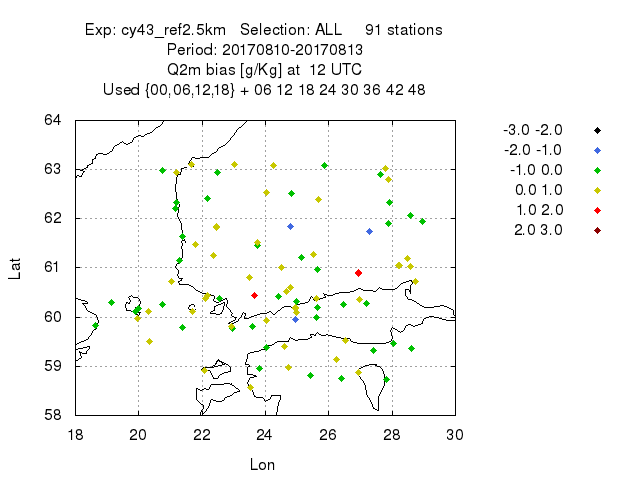 Exp: cy43_ref2.5km   Selection: ALL     91 stations
Period: 20170810-20170813
Q2m bias [g/Kg] at  12 UTC
Used {00,06,12,18} + 06 12 18 24 30 36 42 48
64
63
62
61
60
59
58
Lat
18 20 22 24 26 28 30
Lon
-3.0 -2.0
-2.0 -1.0
-1.0 0.0
0.0 1.0
1.0 2.0
2.0 3.0